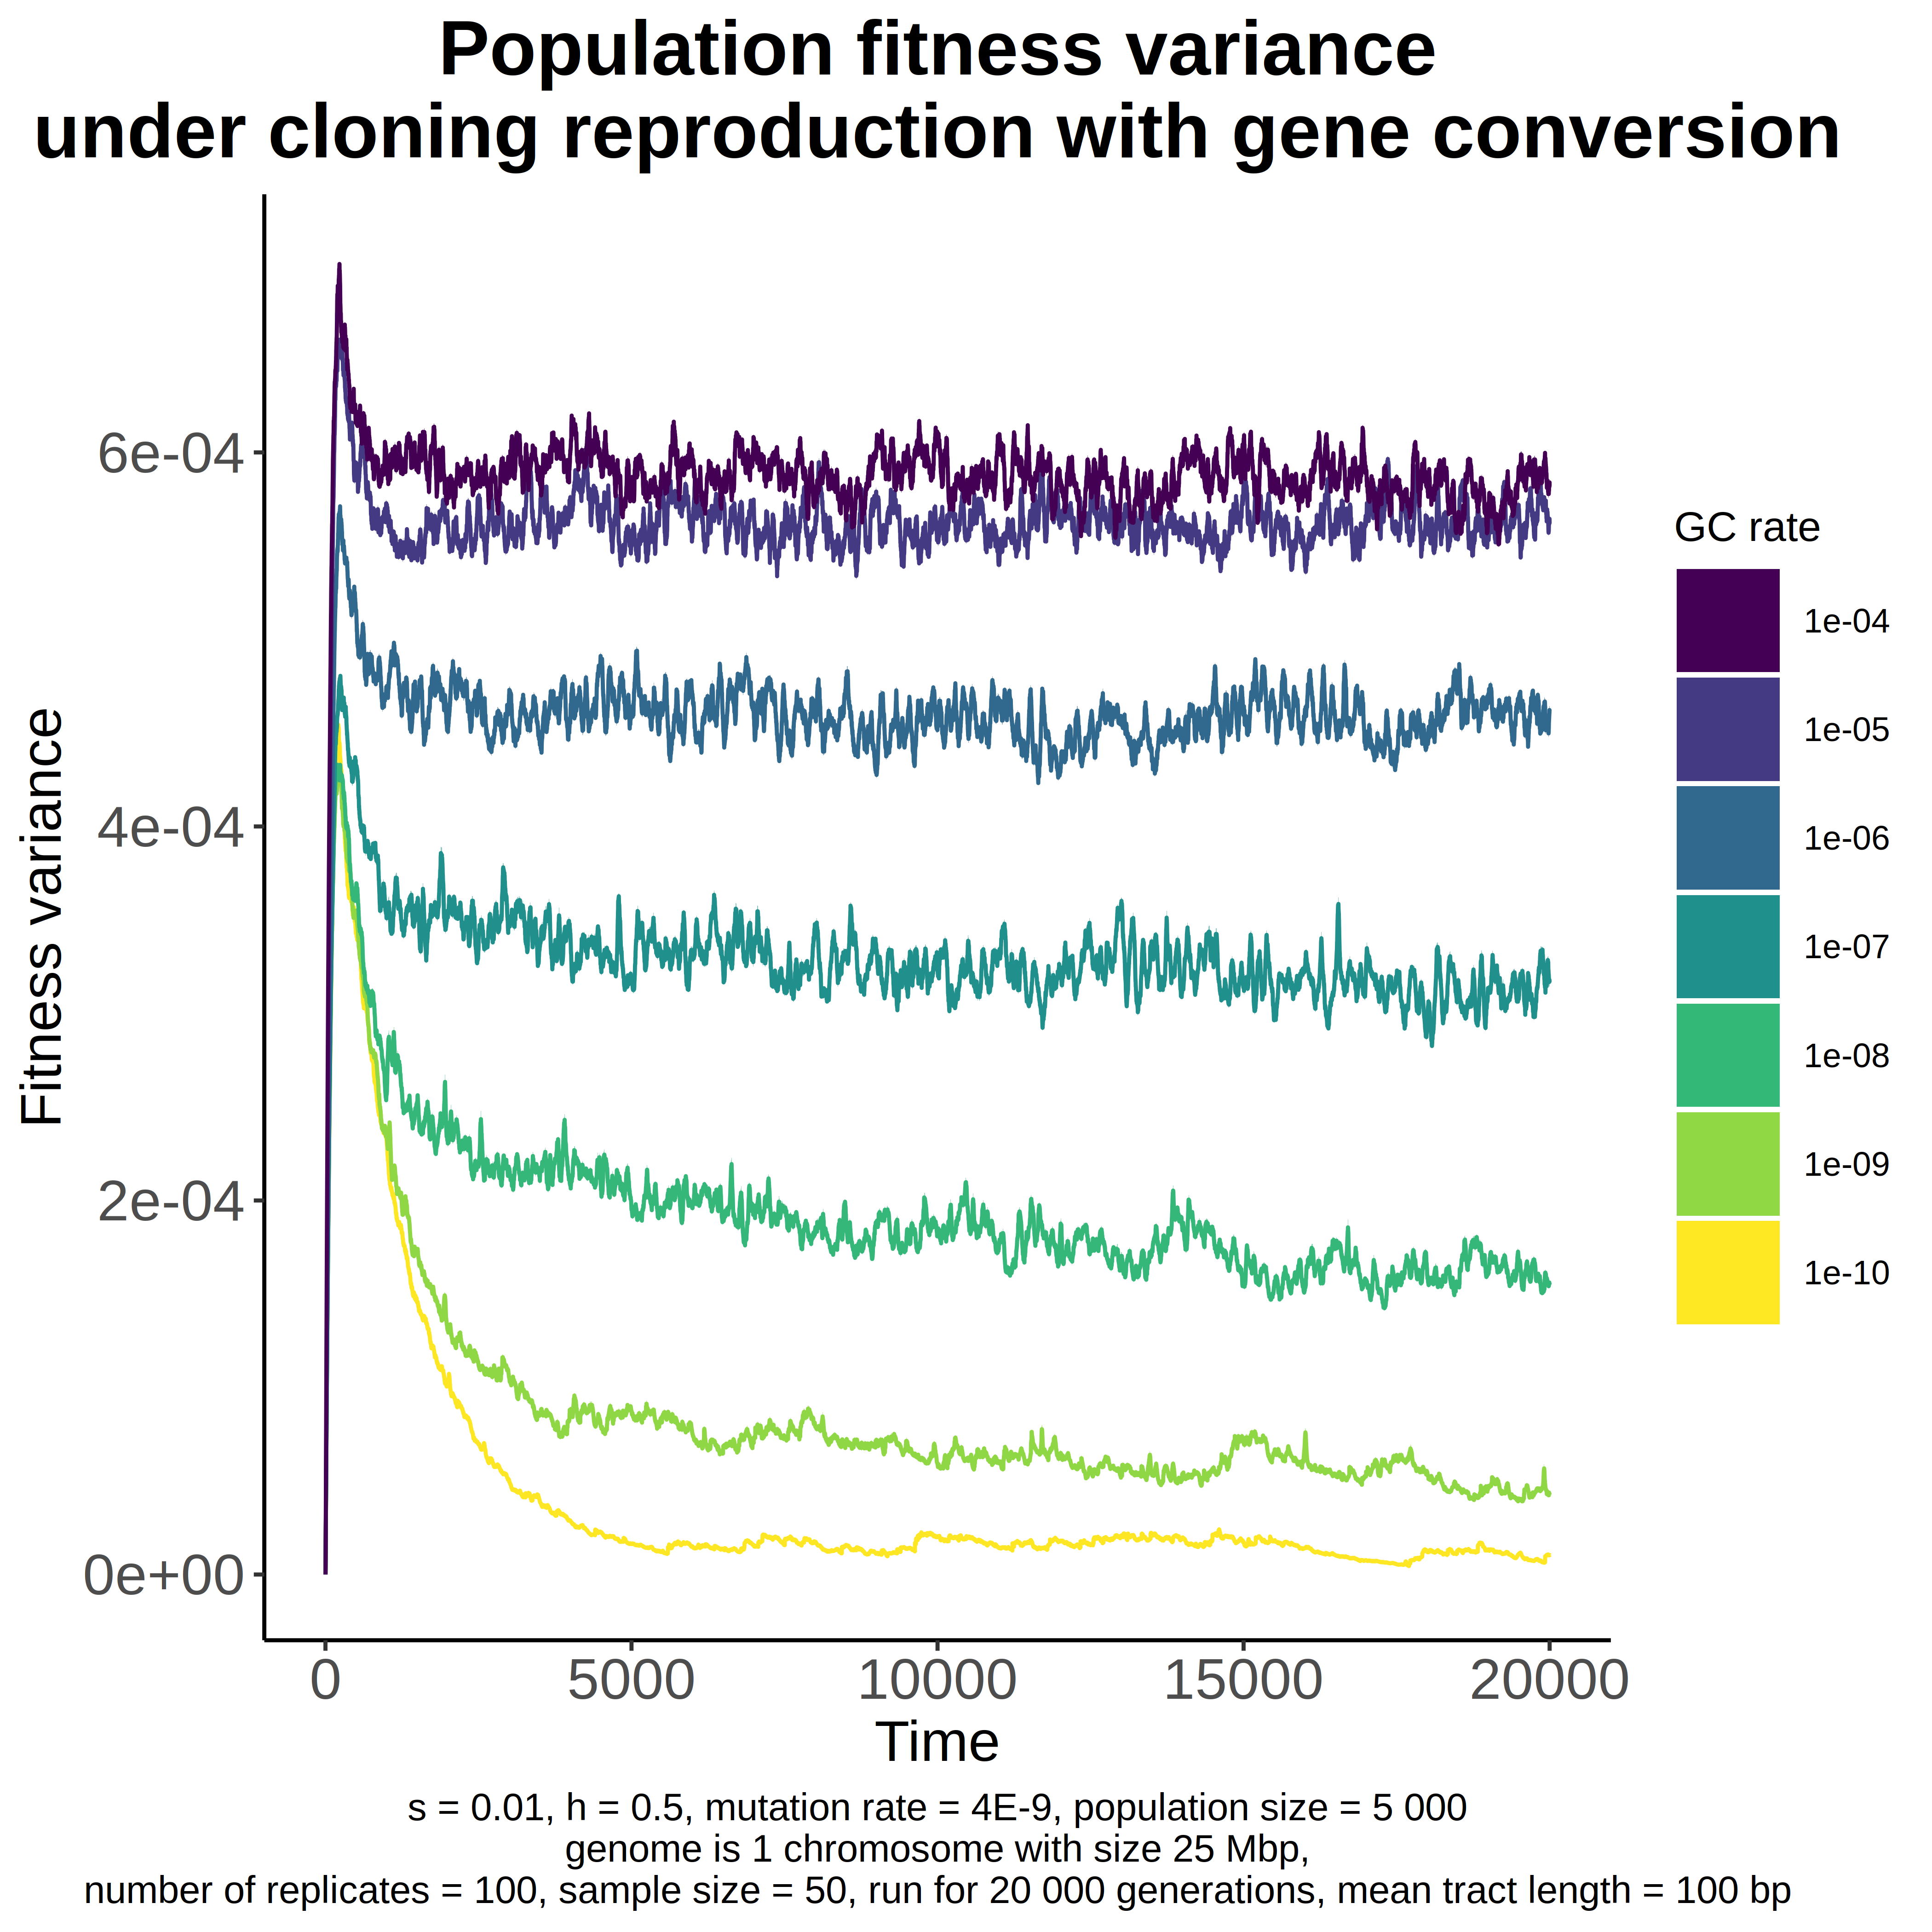 Population fitness variance
under cloning reproduction with gene conversion
Fitness variance
6e-04
4e-04
2e-04
0e+00
0
5000
10000
15000
20000
Time
GC rate
1e-04
1e-05
1e-06
1e-07
1e-08
1e-09
1e-10
s = 0.01, h = 0.5, mutation rate = 4E-9, population size = 5 000
genome is 1 chromosome with size 25 Mbp,
number of replicates = 100, sample size = 50, run for 20 000 generations, mean tract length = 100 bp